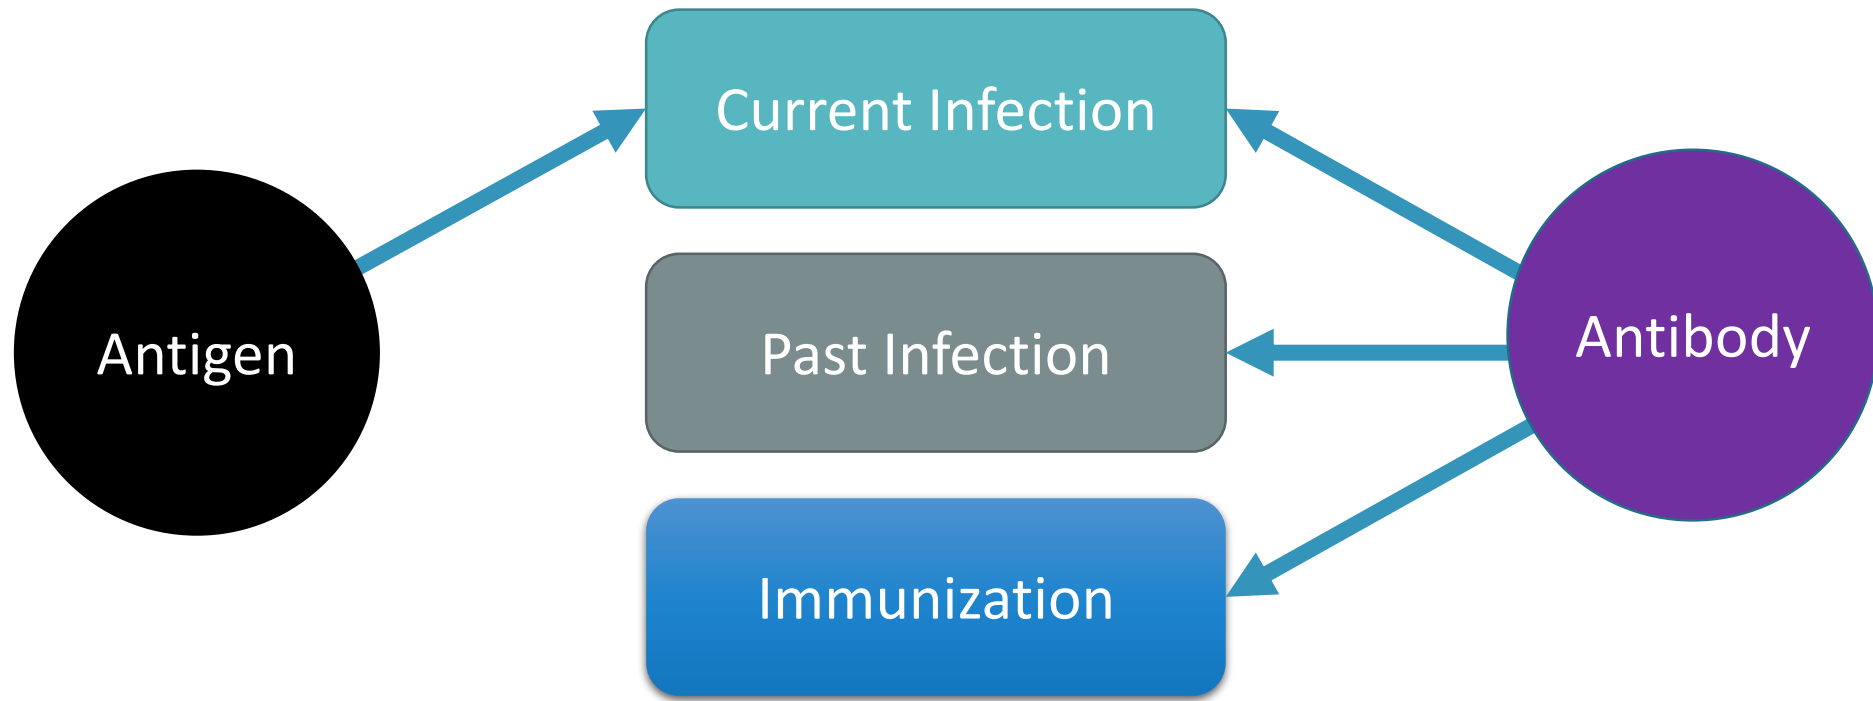 Current Infection
Antigen
Past Infection
Antibody
Immunization